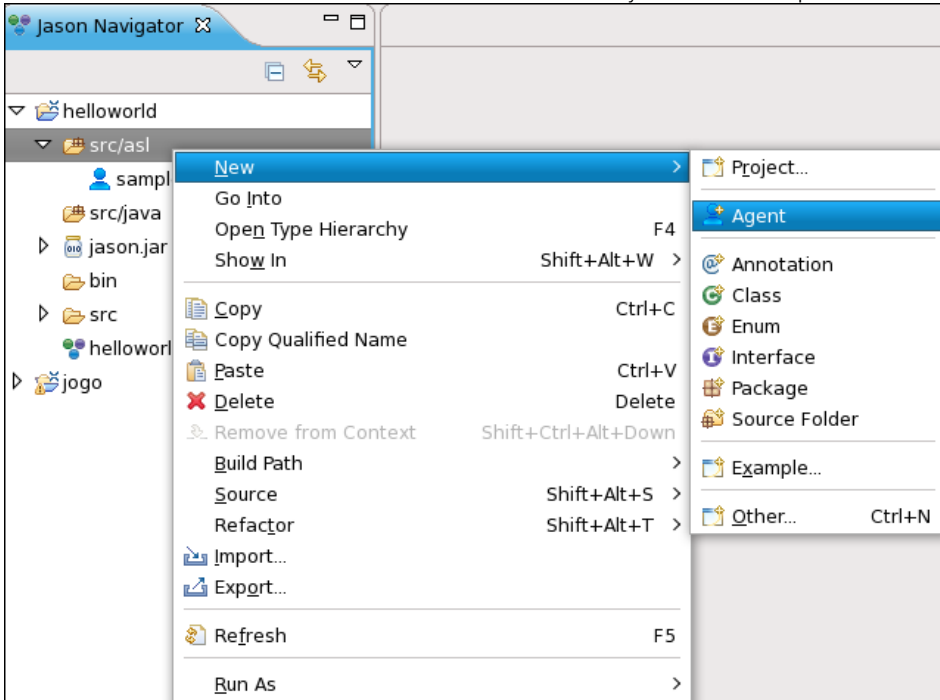 Jason Navigator
helloworld
src/asl
sampl
src/java
jason.jar
bin
src
helloworl
jogo
New
Go Into
Open Type Hierarchy F4
Show In Shift+Alt+W
Copy Ctrl+C
Copy Qualified Name
Paste Ctrl+V
Delete Delete
Remove from Context Shift+Ctrl+Alt+Down
Build Path
Source Shift+Alt+S
Refactor Shift+Alt+T
Import...
Export...
Refresh F5
Run As
Project...
Agent
Annotation
Class
Enum
Interface
Package
Source Folder
Example...
Other... Ctrl+N